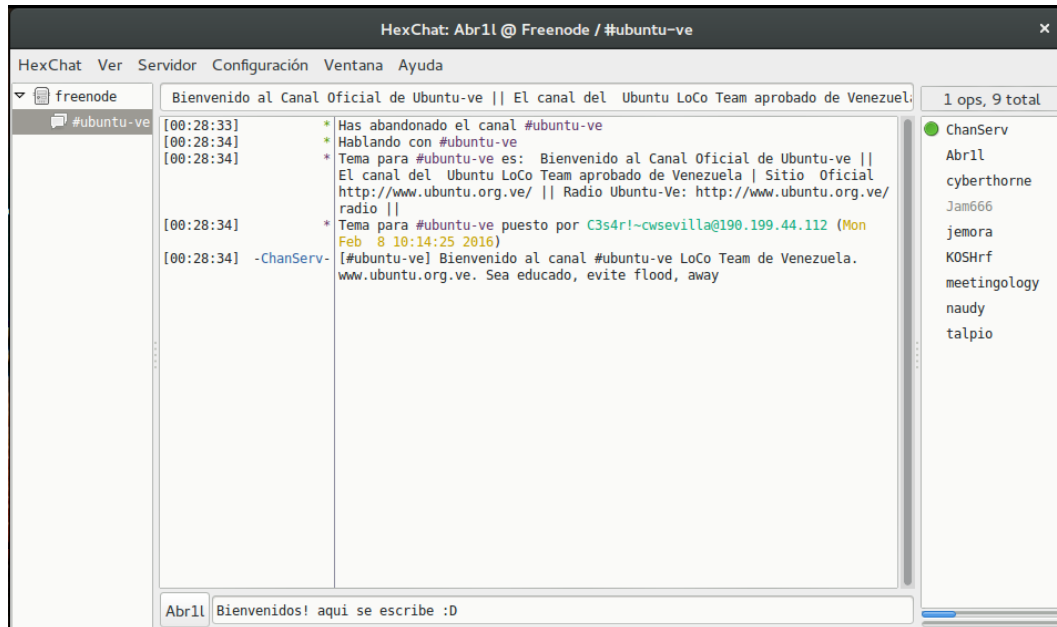 HexChat: Abr1l @ Freenode / #ubuntu-ve
×
HexChat Ver Servidor Configuración Ventana Ayuda
freenode
#ubuntu-ve
Bienvenido al Canal Oficial de Ubuntu-ve || El canal del  Ubuntu LoCo Team aprobado de Venezuel
[00:28:33] * Has abandonado el canal #ubuntu-ve
[00:28:34] * Hablando con #ubuntu-ve
[00:28:34] * Tema para #ubuntu-ve es:  Bienvenido al Canal Oficial de Ubuntu-ve ||
El canal del  Ubuntu LoCo Team aprobado de Venezuela | Sitio  Oficial
http://www.ubuntu.org.ve/ || Radio Ubuntu-Ve: http://www.ubuntu.org.ve/
radio ||
[00:28:34] * Tema para #ubuntu-ve puesto por C3s4r!~cwsevilla@190.199.44.112 (Mon
Feb  8 10:14:25 2016)
[00:28:34] -ChanServ- [#ubuntu-ve] Bienvenido al canal #ubuntu-ve LoCo Team de Venezuela.
www.ubuntu.org.ve. Sea educado, evite flood, away
1 ops, 9 total
ChanServ
Abr1l
cyberthorne
Jam666
jemora
KOSHrf
meetingology
naudy
talpio
Abr1l
Bienvenidos! aqui se escribe :D